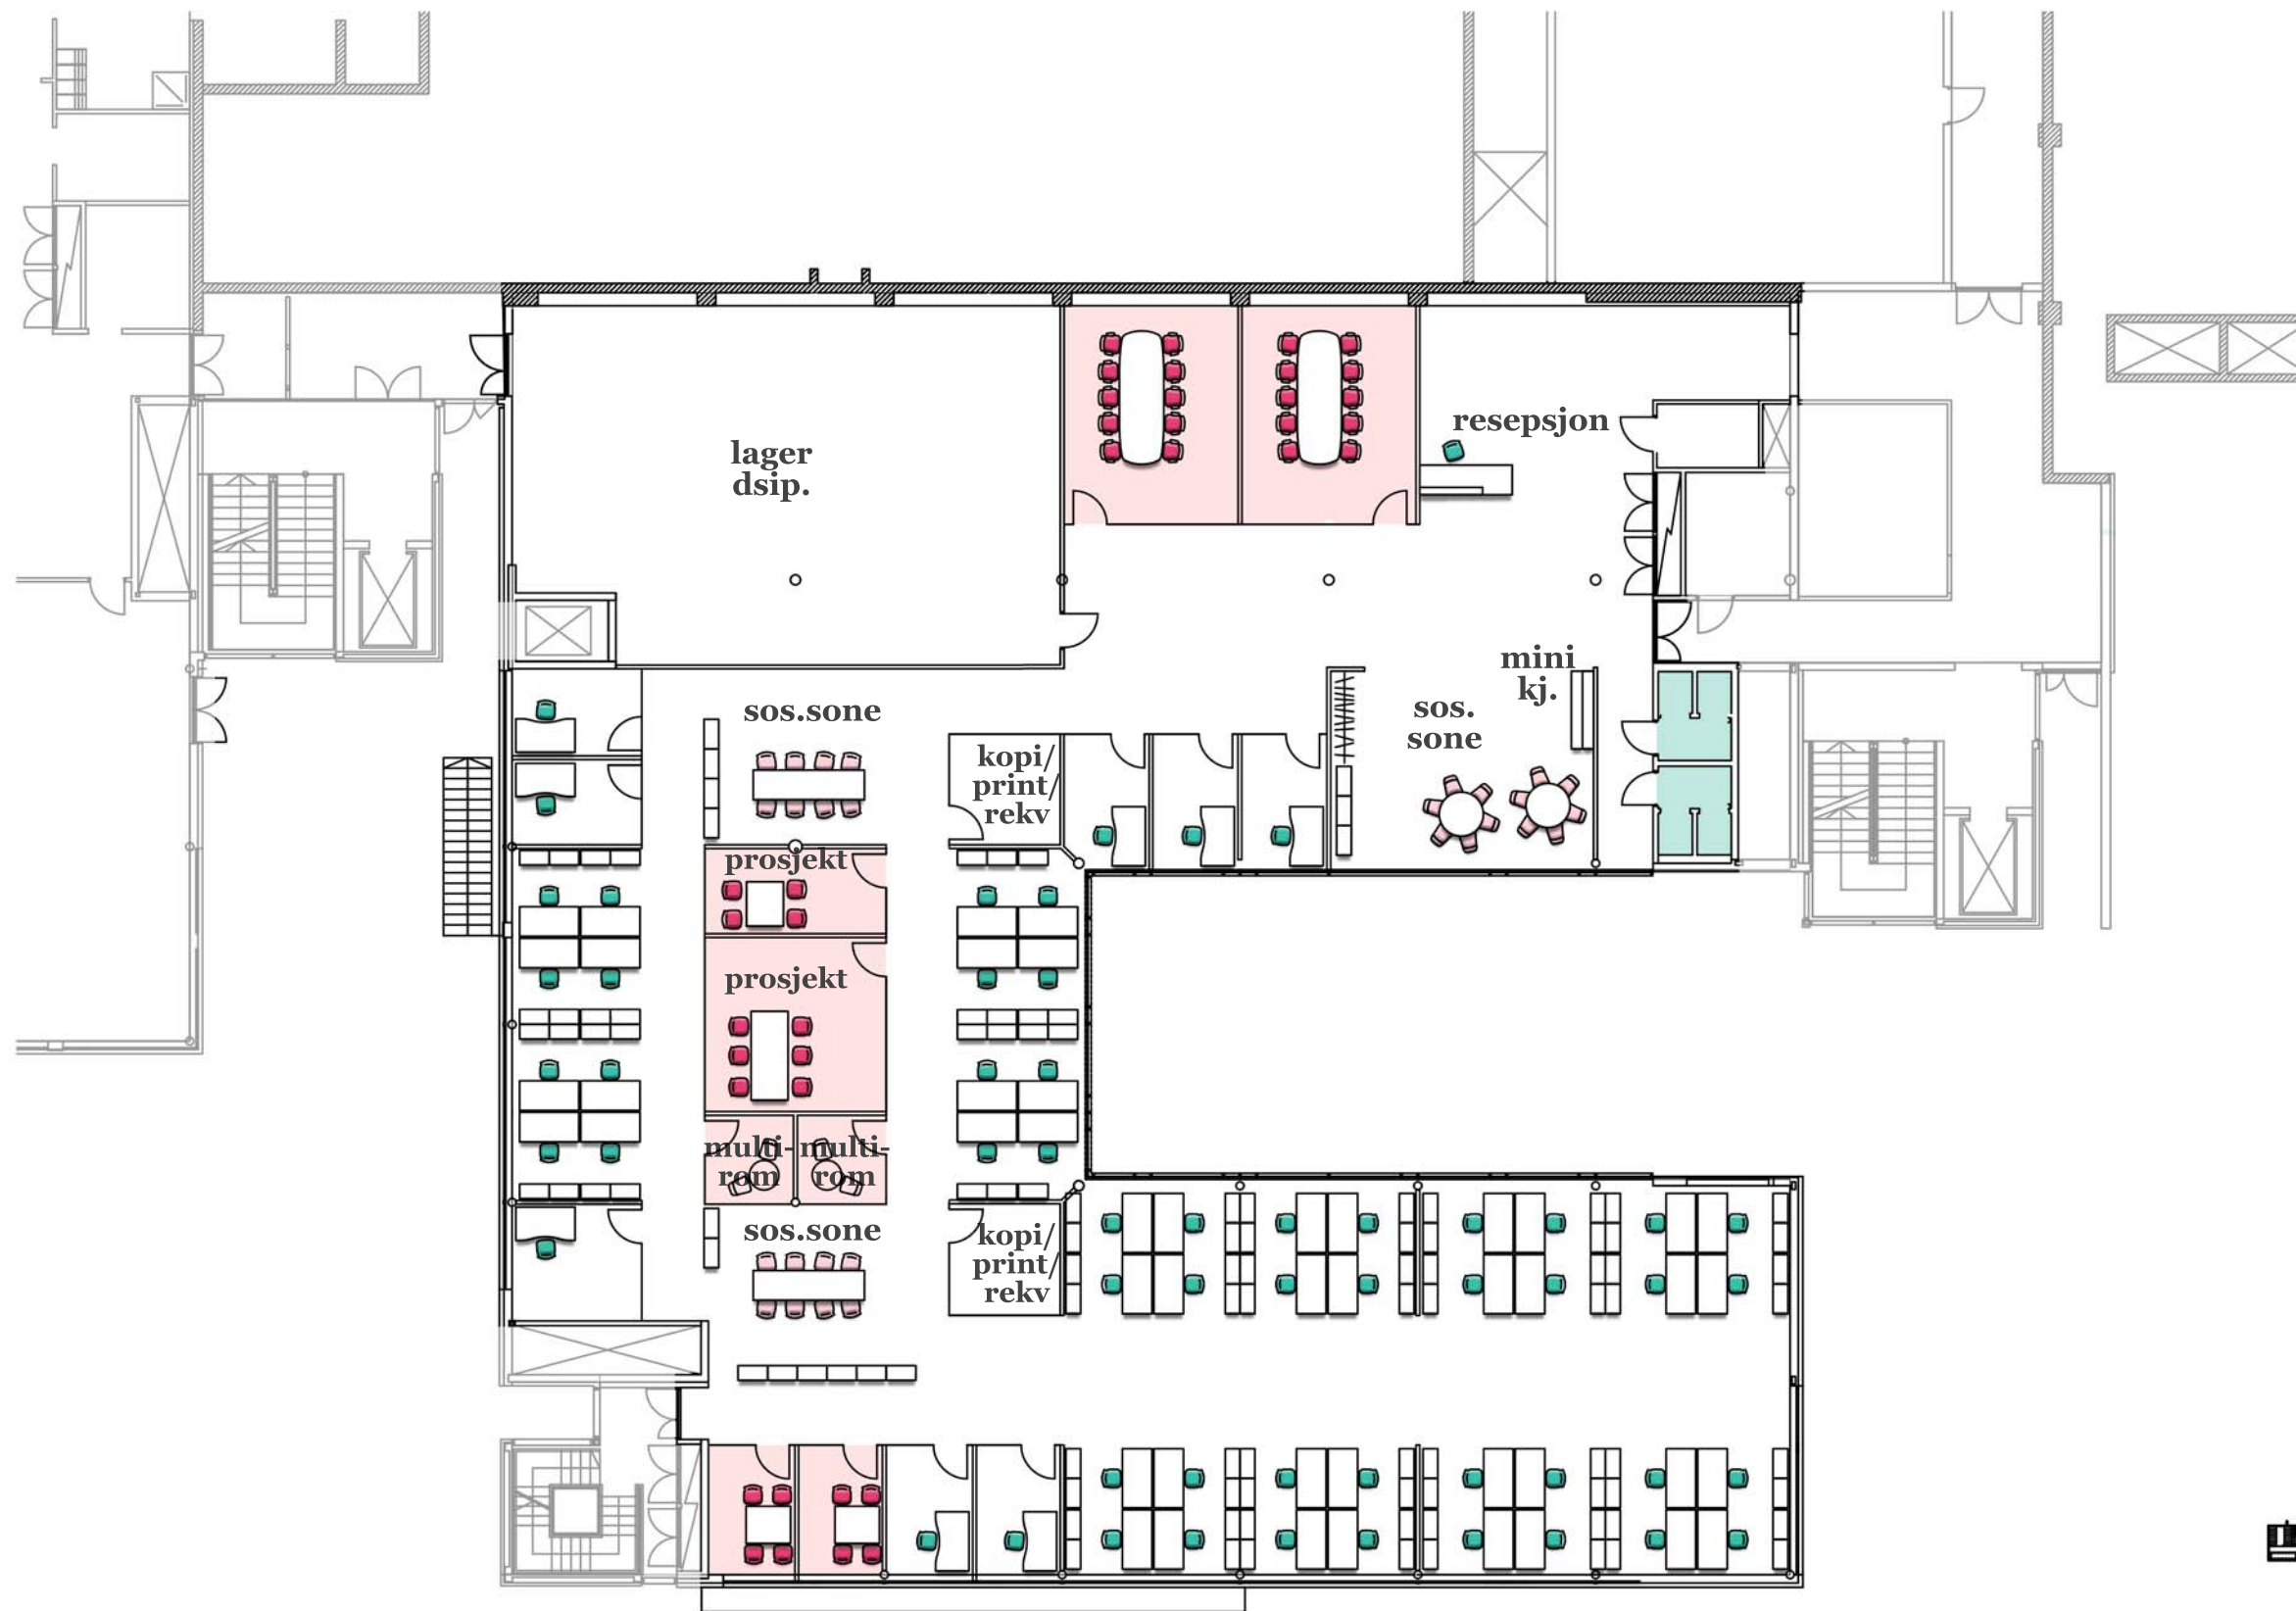 lager
dsip.
resepsjon
mini
kj.
sos.
sone
sos.sone
kopi/
print/
rekv
prosjekt
prosjekt
multi-
rom
multi-
rom
sos.sone
kopi/
print/
rekv